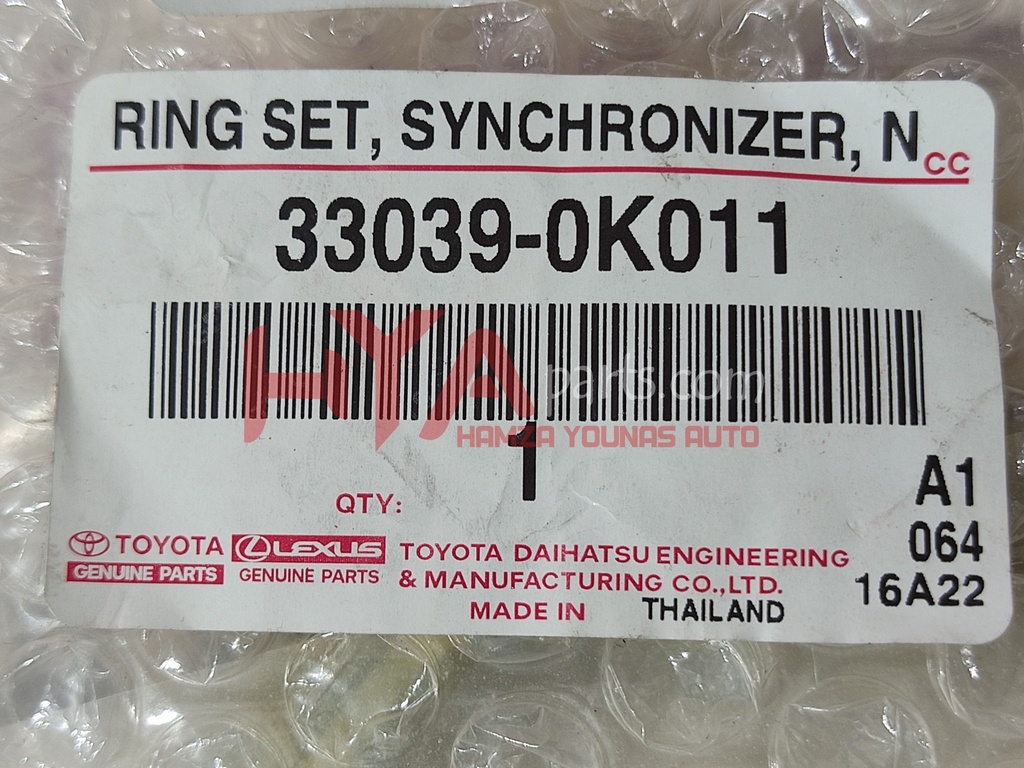 RING SET, SYNCHRONIZER, N
CC
33039-0K011
HYA parts.com
HAMZA YOUNAS AUTO
QTY: 1
A1
064
16A22
TOYOTA
GENUINE PARTS
LEXUS
GENUINE PARTS
TOYOTA DAIHATSU ENGINEERING
& MANUFACTURING CO.,LTD.
MADE IN THAILAND